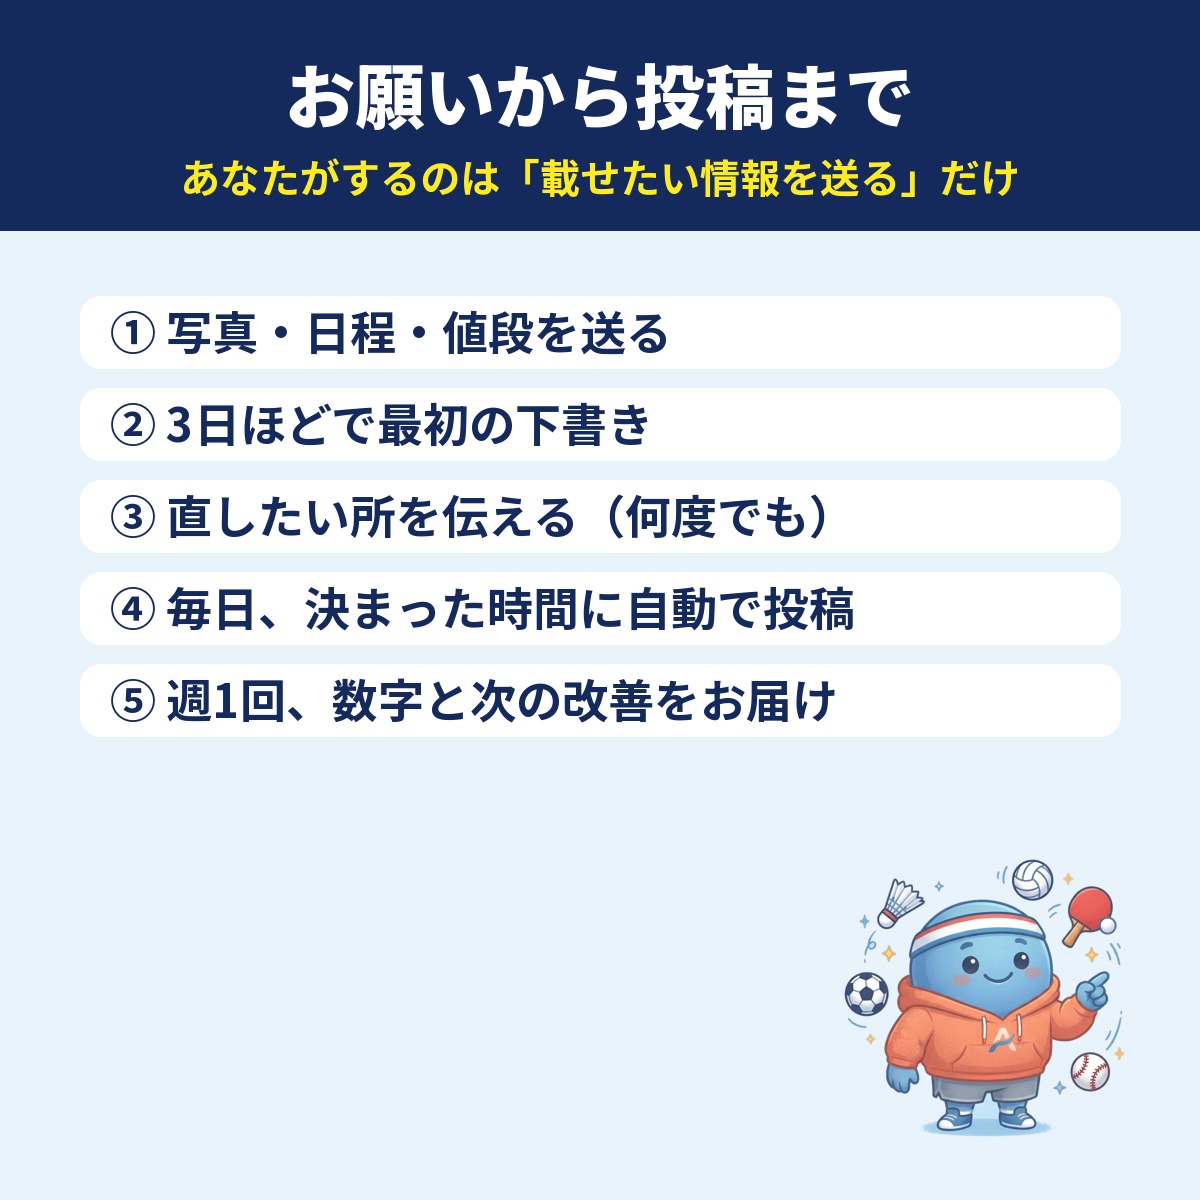 お願いから投稿まで
あなたがするのは「載せたい情報を送る」だけ
① 写真・日程・値段を送る
② 3日ほどで最初の下書き
③ 直したい所を伝える（何度でも）
④ 毎日、決まった時間に自動で投稿
⑤ 週1回、数字と次の改善をお届け
A